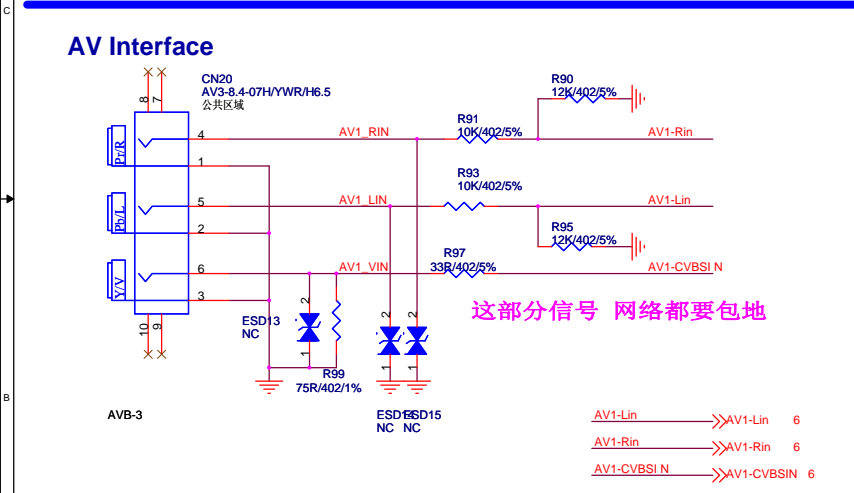 C
AV Interface
CN20
AV3-8.4-07H/YWR/H6.5
公共区域
R90
12K/402/5%
8
7
R91
10K/402/5%
Pr/R
4
AV1_RIN
AV1-Rin
1
R93
10K/402/5%
Pb/L
5
AV1_LIN
AV1-Lin
2
R95
12K/402/5%
R97
33R/402/5%
Y/V
6
AV1_VIN
AV1-CVBSI N
3
这部分信号 网络都要包地
10
9
ESD13
NC
2
1
2
2
1
1
R99
75R/402/1%
B
AVB-3
ESD14
NC
ESD15
NC
AV1-Lin
AV1-Lin 6
AV1-Rin
AV1-Rin 6
AV1-CVBSI N
AV1-CVBSIN 6